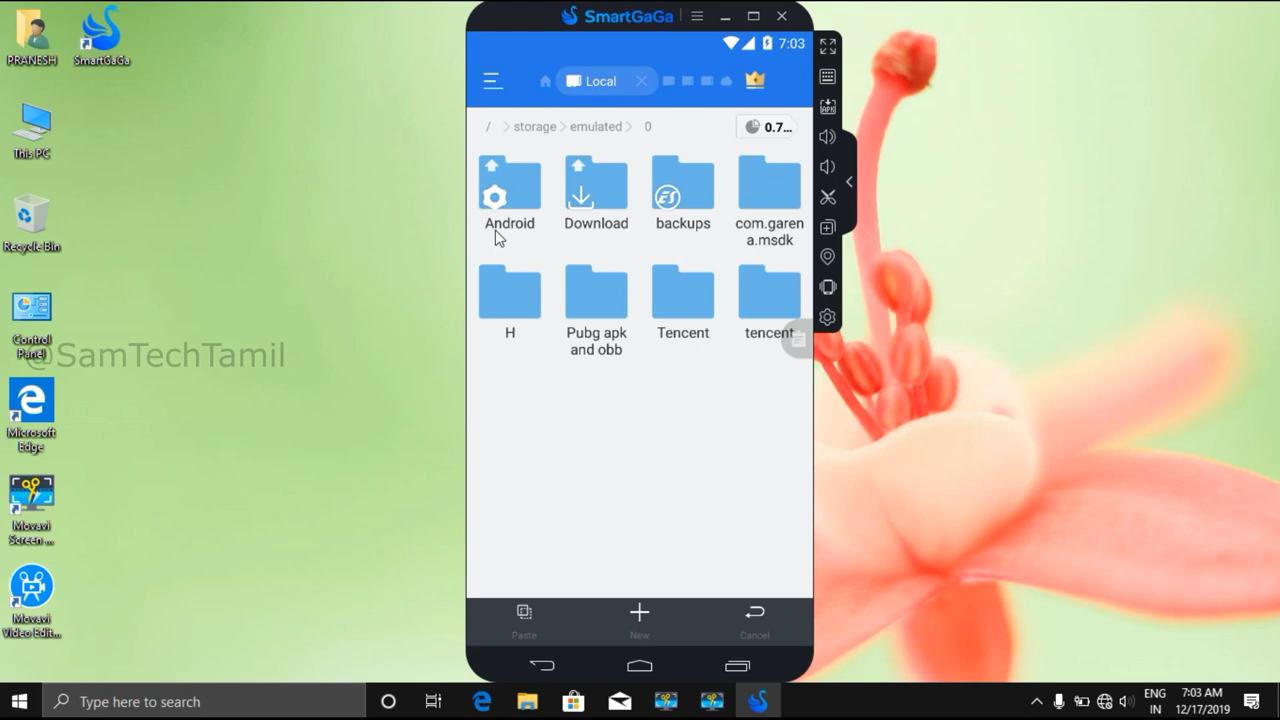 PRANESH
SmartGaGa
This PC
Recycle Bin
Control
Panel
@SamTechTamil
Microsoft
Edge
Movavi
Screen ...
Movavi
Video Edit...
SmartGaGa
7:03
Local
/ storage emulated 0
0.7...
Android
Download
ES
backups
com.garen
a.msdk
H
Pubg apk
and obb
Tencent
tencent
APK
Paste
New
Cancel
Type here to search
ENG
IN
7:03 AM
12/17/2019